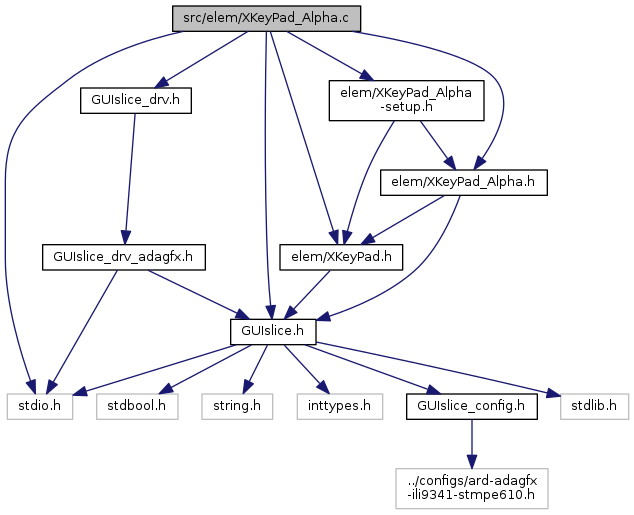 src/elem/XKeyPad_Alpha.c
GUIslice_drv.h
elem/XKeyPad_Alpha
-setup.h
elem/XKeyPad_Alpha.h
GUIslice_drv_adagfx.h
elem/XKeyPad.h
GUIslice.h
stdio.h
stdbool.h
string.h
inttypes.h
GUIslice_config.h
stdlib.h
../configs/ard-adagfx
-ili9341-stmpe610.h